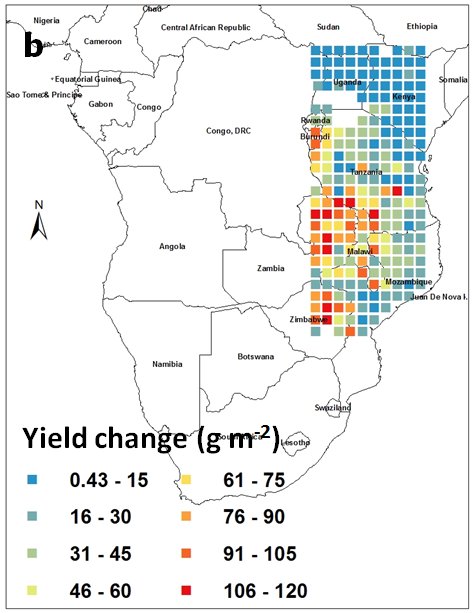 Chad
Nigeria
Central African Republic
Sudan
Ethiopia
b
Cameroon
Somalia
Equatorial Guinea
Uganda
Sao Tome & Principe
Gabon
Congo
Kenya
Rwanda
Congo, DRC
Burundi
Tanzania
N
Angola
Malawi
Zambia
Mozambique
Juan De Nova I.
Zimbabwe
Botswana
Namibia
Swaziland
Yield change (g m-2)
South Africa
Lesotho
0.43 - 15
61 - 75
16 - 30
76 - 90
31 - 45
91 - 105
46 - 60
106 - 120